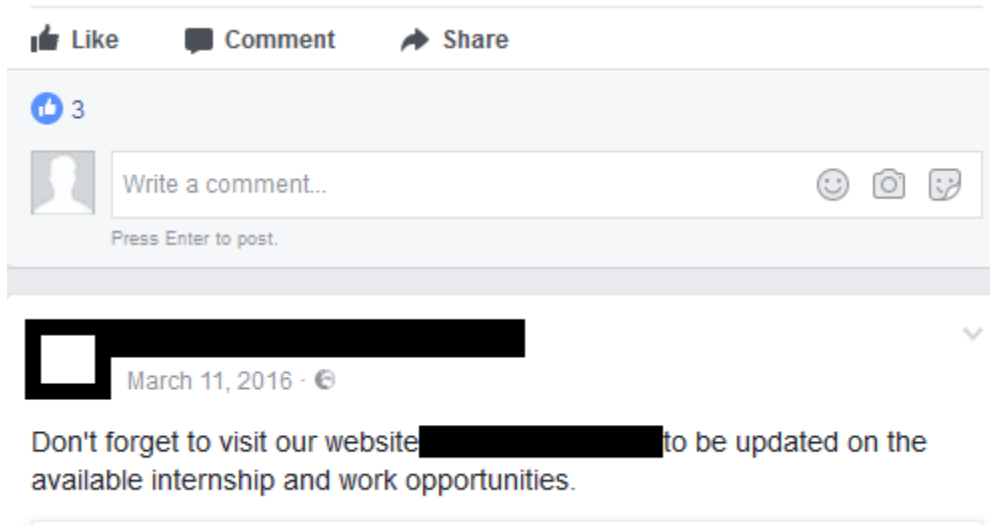 Like Comment Share
3
Write a comment...
Press Enter to post.
March 11, 2016 ·
Don't forget to visit our website to be updated on the
available internship and work opportunities.